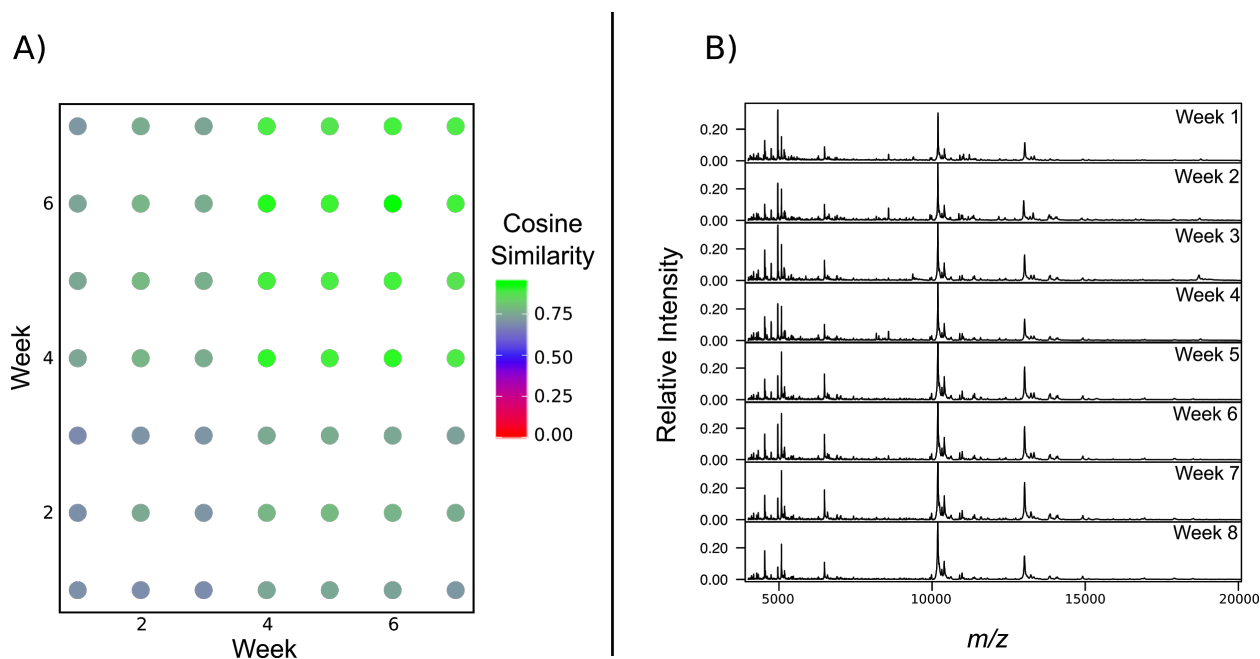 A)
6
4
2
Week
2
4
6
Week
Cosine
Similarity
0.75
0.50
0.25
0.00
B)
Relative Intensity
0.20
0.00
Week 1
0.20
0.00
Week 2
0.20
0.00
Week 3
0.20
0.00
Week 4
0.20
0.00
Week 5
0.20
0.00
Week 6
0.20
0.00
Week 7
0.20
0.00
Week 8
5000
10000
15000
20000
m/z